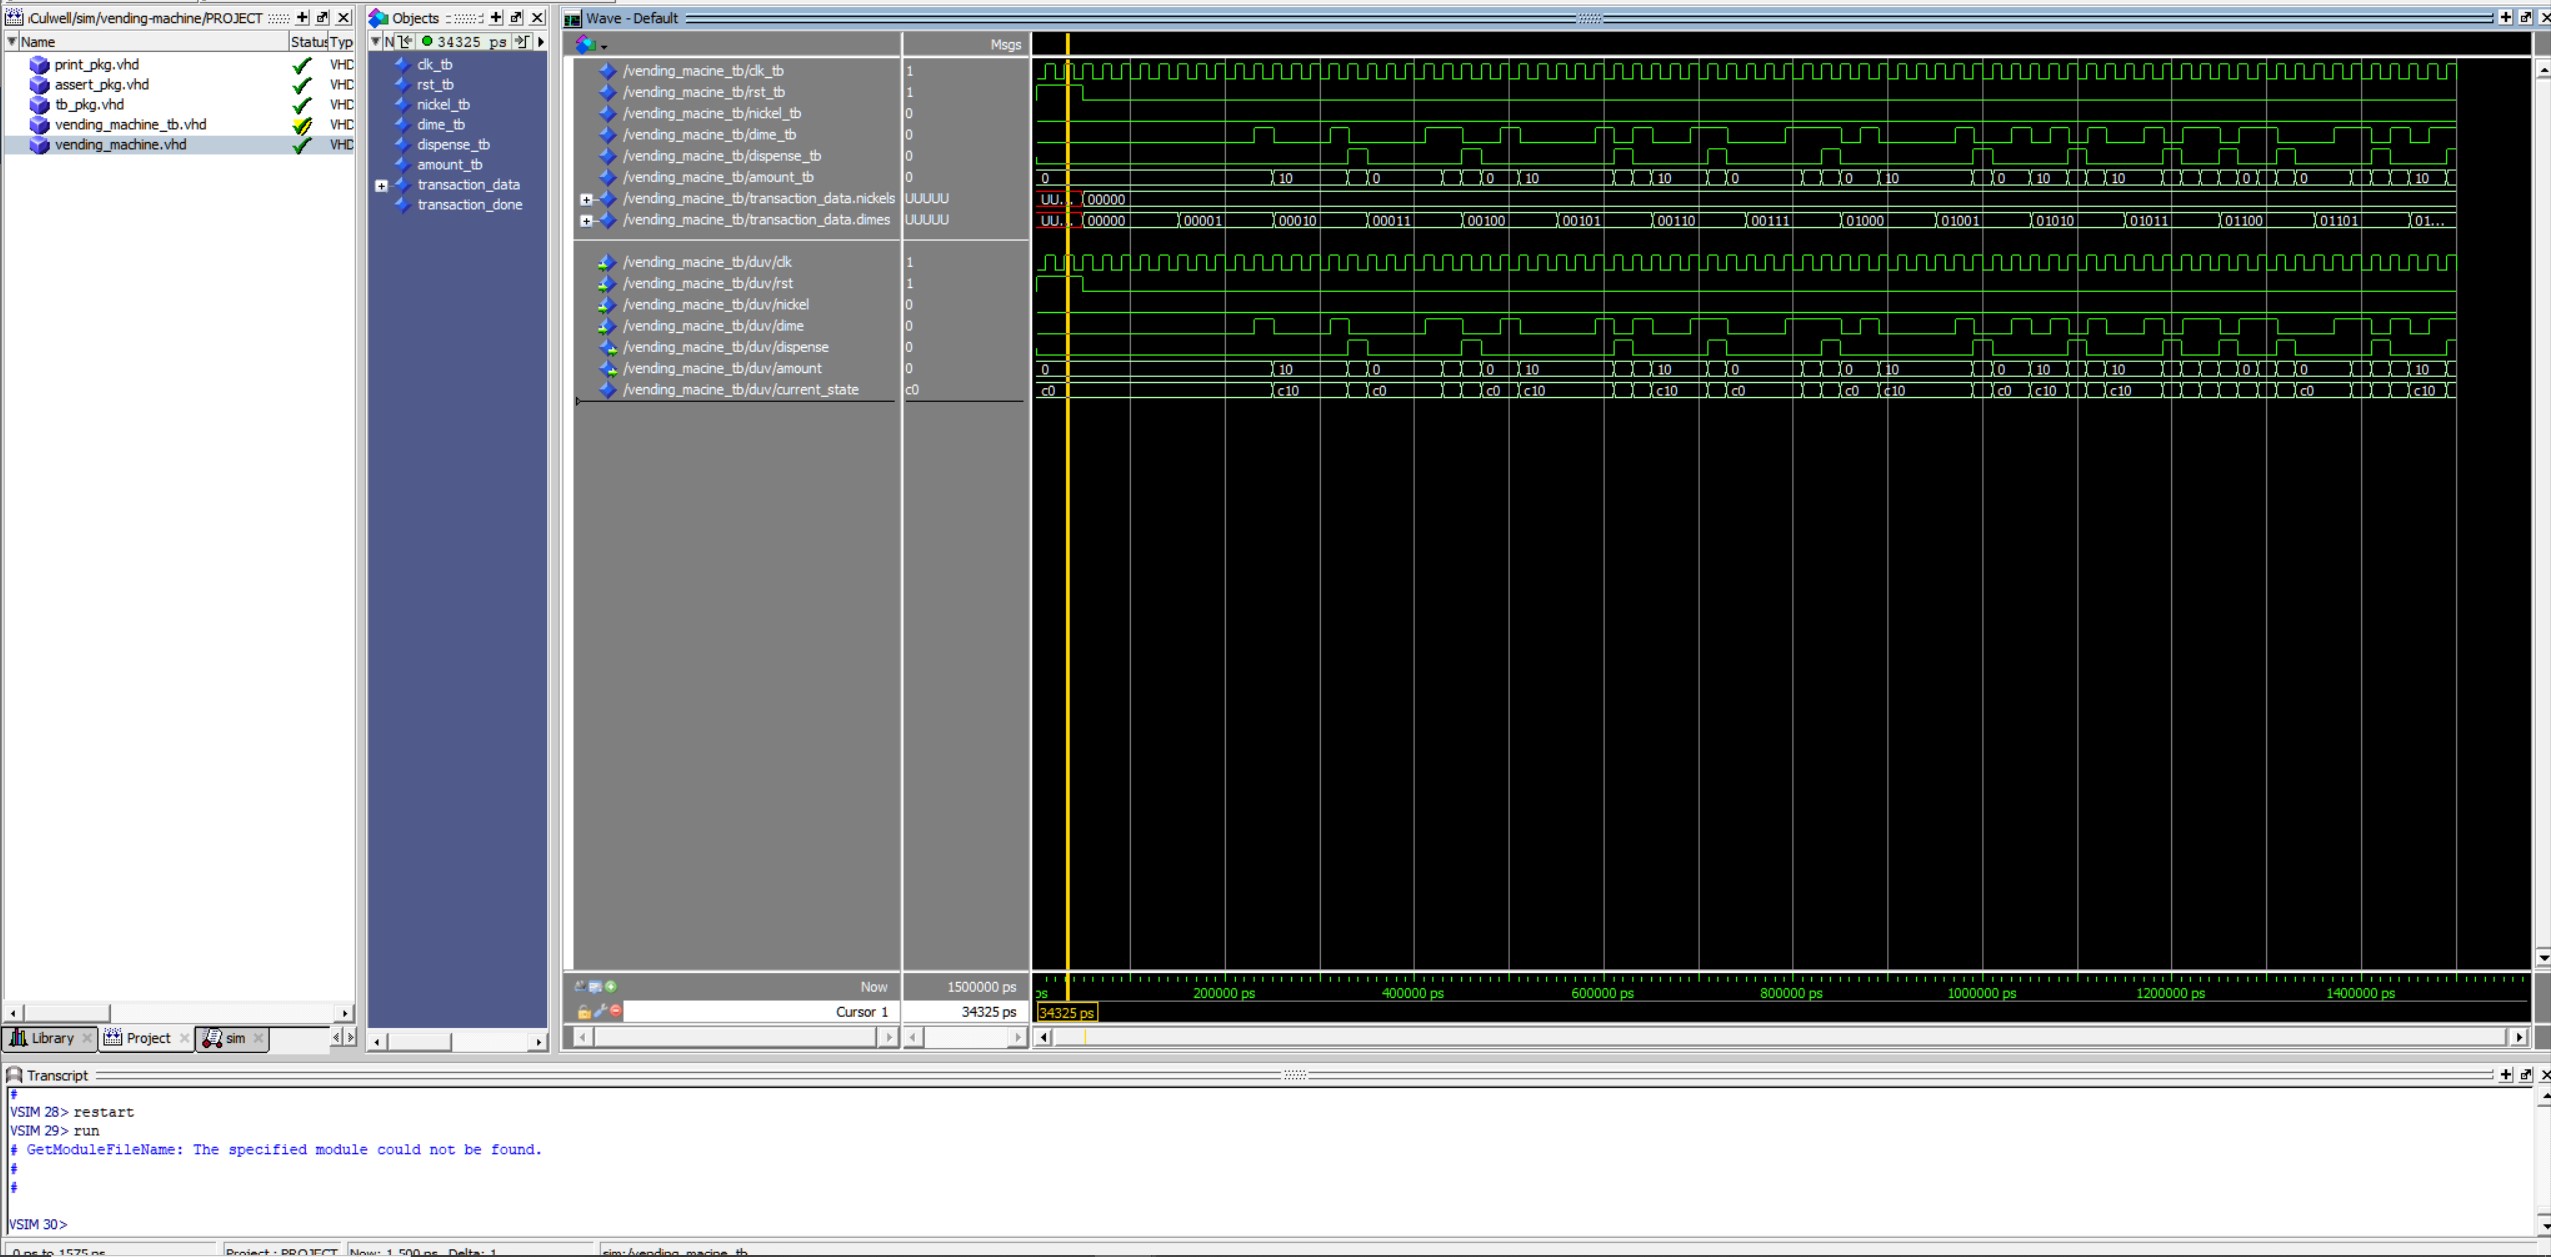 iCulwell/sim/vending-machine/PROJECT
Name Status Typ
print_pkg.vhd VHD
assert_pkg.vhd VHD
tb_pkg.vhd VHD
vending_machine_tb.vhd VHD
vending_machine.vhd VHD
Library Project sim
Objects
N 34325 ps
clk_tb
rst_tb
nickel_tb
dime_tb
dispense_tb
amount_tb
transaction_data
transaction_done
Wave - Default
Msgs
/vending_macine_tb/clk_tb 1
/vending_macine_tb/rst_tb 1
/vending_macine_tb/nickel_tb 0
/vending_macine_tb/dime_tb 0
/vending_macine_tb/dispense_tb 0
/vending_macine_tb/amount_tb 0 0 10 0 0 10 10 0 0 10 0 10 10 0 0 10
/vending_macine_tb/transaction_data.nickels UUUUU UU... 00000
/vending_macine_tb/transaction_data.dimes UUUUU UU... 00000 00001 00010 00011 00100 00101 00110 00111 01000 01001 01010 01011 01100 01101 01...
/vending_macine_tb/duv/clk 1
/vending_macine_tb/duv/rst 1
/vending_macine_tb/duv/nickel 0
/vending_macine_tb/duv/dime 0
/vending_macine_tb/duv/dispense 0
/vending_macine_tb/duv/amount 0 0 10 0 0 10 10 0 0 10 0 10 10 0 0 10
/vending_macine_tb/duv/current_state c0 c0 c10 c0 c0 c10 c10 c0 c0 c10 c0 c10 c10 c0 c10
Now 1500000 ps
ps 200000 ps 400000 ps 600000 ps 800000 ps 1000000 ps 1200000 ps 1400000 ps
Cursor 1 34325 ps 34325 ps
Transcript
#
VSIM 28> restart
VSIM 29> run
# GetModuleFileName: The specified module could not be found.
#
#
VSIM 30>
0 ps to 1575 ns Project : PROJECT Now: 1,500 ns Delta: 1 sim:/vending_macine_tb